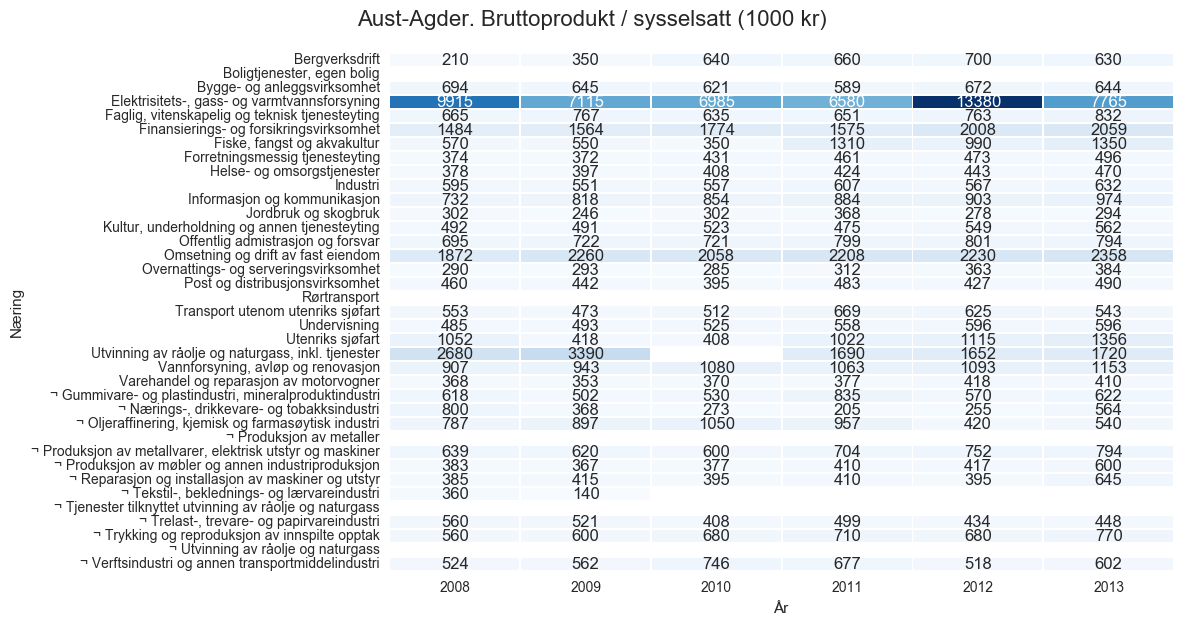 Aust-Agder. Bruttoprodukt / sysselsatt (1000 kr)
Bergverksdrift 210 350 640 660 700 630
Boligtjenester, egen bolig
Bygge- og anleggsvirksomhet 694 645 621 589 672 644
Elektrisitets-, gass- og varmtvannsforsyning 9915 7115 6985 6580 13380 7765
Faglig, vitenskapelig og teknisk tjenesteyting 665 767 635 651 763 832
Finansierings- og forsikringsvirksomhet 1484 1564 1774 1575 2008 2059
Fiske, fangst og akvakultur 570 550 350 1310 990 1350
Forretningsmessig tjenesteyting 374 372 431 461 473 496
Helse- og omsorgstjenester 378 397 408 424 443 470
Industri 595 551 557 607 567 632
Informasjon og kommunikasjon 732 818 854 884 903 974
Jordbruk og skogbruk 302 246 302 368 278 294
Kultur, underholdning og annen tjenesteyting 492 491 523 475 549 562
Offentlig admistrasjon og forsvar 695 722 721 799 801 794
Omsetning og drift av fast eiendom 1872 2260 2058 2208 2230 2358
Overnattings- og serveringsvirksomhet 290 293 285 312 363 384
Post og distribusjonsvirksomhet 460 442 395 483 427 490
Rørtransport
Transport utenom utenriks sjøfart 553 473 512 669 625 543
Undervisning 485 493 525 558 596 596
Utenriks sjøfart 1052 418 408 1022 1115 1356
Utvinning av råolje og naturgass, inkl. tjenester 2680 3390 1690 1652 1720
Vannforsyning, avløp og renovasjon 907 943 1080 1063 1093 1153
Varehandel og reparasjon av motorvogner 368 353 370 377 418 410
¬ Gummivare- og plastindustri, mineralproduktindustri 618 502 530 835 570 622
¬ Nærings-, drikkevare- og tobakksindustri 800 368 273 205 255 564
¬ Oljeraffinering, kjemisk og farmasøytisk industri 787 897 1050 957 420 540
¬ Produksjon av metaller
¬ Produksjon av metallvarer, elektrisk utstyr og maskiner 639 620 600 704 752 794
¬ Produksjon av møbler og annen industriproduksjon 383 367 377 410 417 600
¬ Reparasjon og installasjon av maskiner og utstyr 385 415 395 410 395 645
¬ Tekstil-, beklednings- og lærvareindustri 360 140
¬ Tjenester tilknyttet utvinning av råolje og naturgass
¬ Trelast-, trevare- og papirvareindustri 560 521 408 499 434 448
¬ Trykking og reproduksjon av innspilte opptak 560 600 680 710 680 770
¬ Utvinning av råolje og naturgass
¬ Verftsindustri og annen transportmiddelindustri 524 562 746 677 518 602
2008 2009 2010 2011 2012 2013
År
Næring